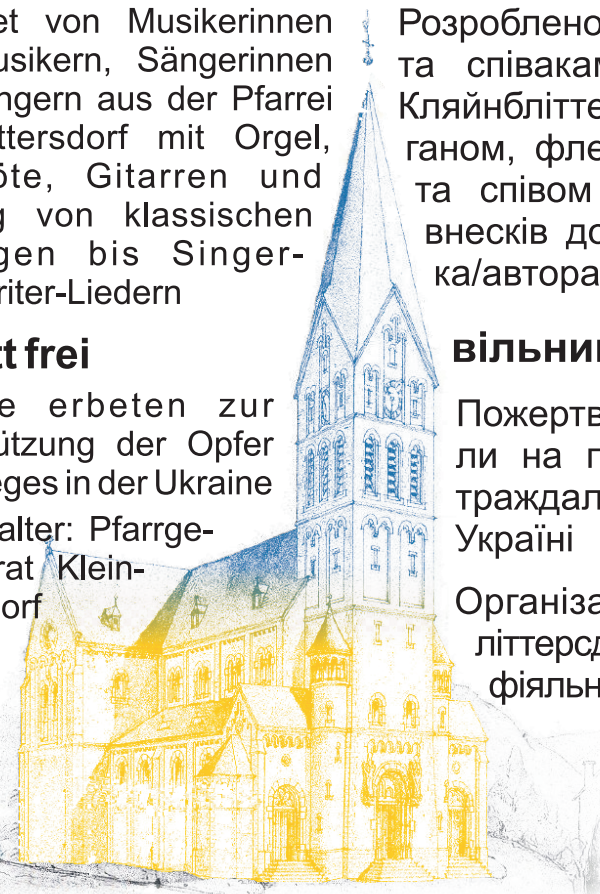 et von Musikerinnen
usikern, Sängerinnen
ngern aus der Pfarrei
ttersdorf mit Orgel,
öte, Gitarren und
g von klassischen
gen bis Singer-
riter-Liedern
tt frei
e erbeten zur
ützung der Opfer
eges in der Ukraine
alter: Pfarrge-
rat Klein-
orf
Розроблено
та співакам
Кляйнбліттe
ганом, фле
та співом
внесків до
ка/автора
вільний
Пожертв
ли на п
траждал
Україні
Організа
літтерсд
фіяльн